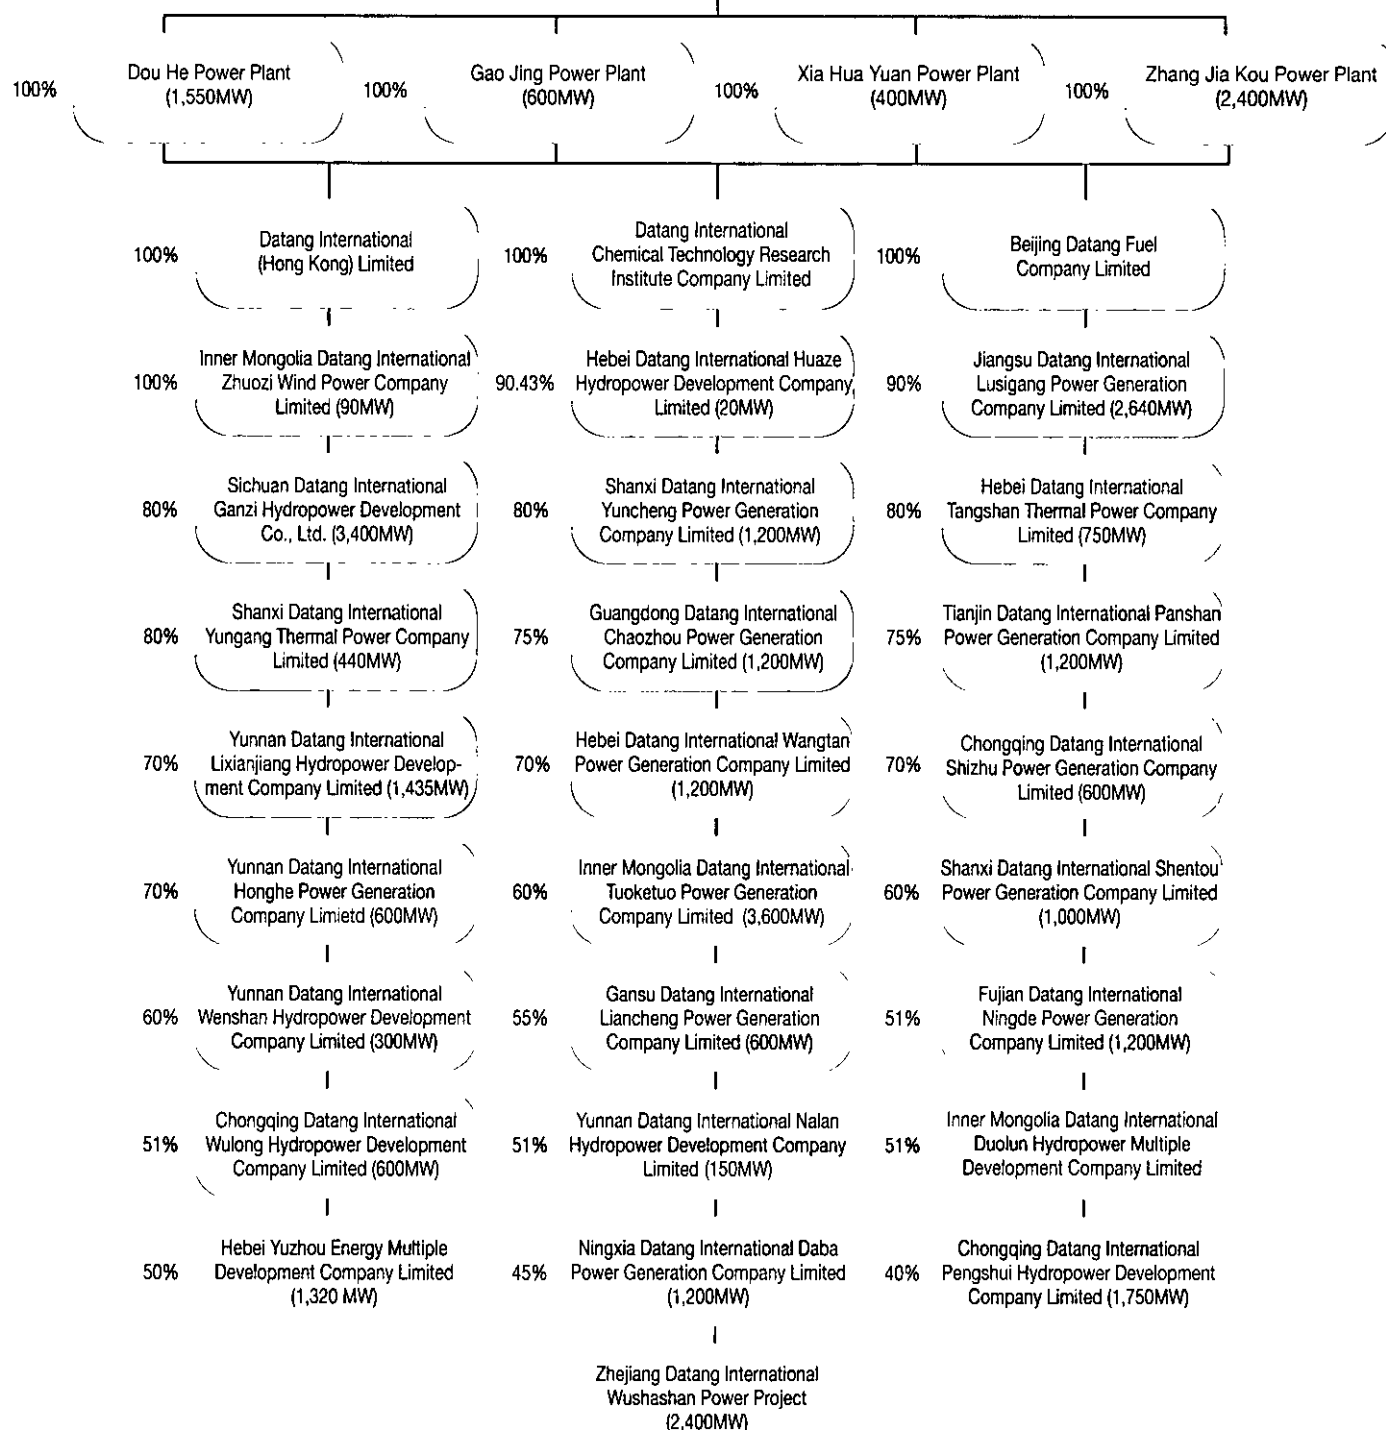 100%
Dou He Power Plant
(1,550MW)
100%
Gao Jing Power Plant
(600MW)
100%
Xia Hua Yuan Power Plant
(400MW)
100%
Zhang Jia Kou Power Plant
(2,400MW)
100%
Datang International
(Hong Kong) Limited
100%
Datang International
Chemical Technology Research
Institute Company Limited
100%
Beijing Datang Fuel
Company Limited
100%
Inner Mongolia Datang International
Zhuozi Wind Power Company
Limited (90MW)
90.43%
Hebei Datang International Huaze
Hydropower Development Company
Limited (20MW)
90%
Jiangsu Datang International
Lusigang Power Generation
Company Limited (2,640MW)
80%
Sichuan Datang International
Ganzi Hydropower Development
Co., Ltd. (3,400MW)
80%
Shanxi Datang International
Yuncheng Power Generation
Company Limited (1,200MW)
80%
Hebei Datang International
Tangshan Thermal Power Company
Limited (750MW)
80%
Shanxi Datang International
Yungang Thermal Power Company
Limited (440MW)
75%
Guangdong Datang International
Chaozhou Power Generation
Company Limited (1,200MW)
75%
Tianjin Datang International Panshan
Power Generation Company Limited
(1,200MW)
70%
Yunnan Datang International
Lixianjiang Hydropower Develop-
ment Company Limited (1,435MW)
70%
Hebei Datang International Wangtan
Power Generation Company Limited
(1,200MW)
70%
Chongqing Datang International
Shizhu Power Generation Company
Limited (600MW)
70%
Yunnan Datang International
Honghe Power Generation
Company Limietd (600MW)
60%
Inner Mongolia Datang International
Tuoketuo Power Generation
Company Limited (3,600MW)
60%
Shanxi Datang International Shentou
Power Generation Company Limited
(1,000MW)
60%
Yunnan Datang International
Wenshan Hydropower Development
Company Limited (300MW)
55%
Gansu Datang International
Liancheng Power Generation
Company Limited (600MW)
51%
Fujian Datang International
Ningde Power Generation
Company Limited (1,200MW)
51%
Chongqing Datang International
Wulong Hydropower Development
Company Limited (600MW)
51%
Yunnan Datang International Nalan
Hydropower Development Company
Limited (150MW)
51%
Inner Mongolia Datang International
Duolun Hydropower Multiple
Development Company Limited
50%
Hebei Yuzhou Energy Multiple
Development Company Limited
(1,320 MW)
45%
Ningxia Datang International Daba
Power Generation Company Limited
(1,200MW)
40%
Chongqing Datang International
Pengshui Hydropower Development
Company Limited (1,750MW)
Zhejiang Datang International
Wushashan Power Project
(2,400MW)